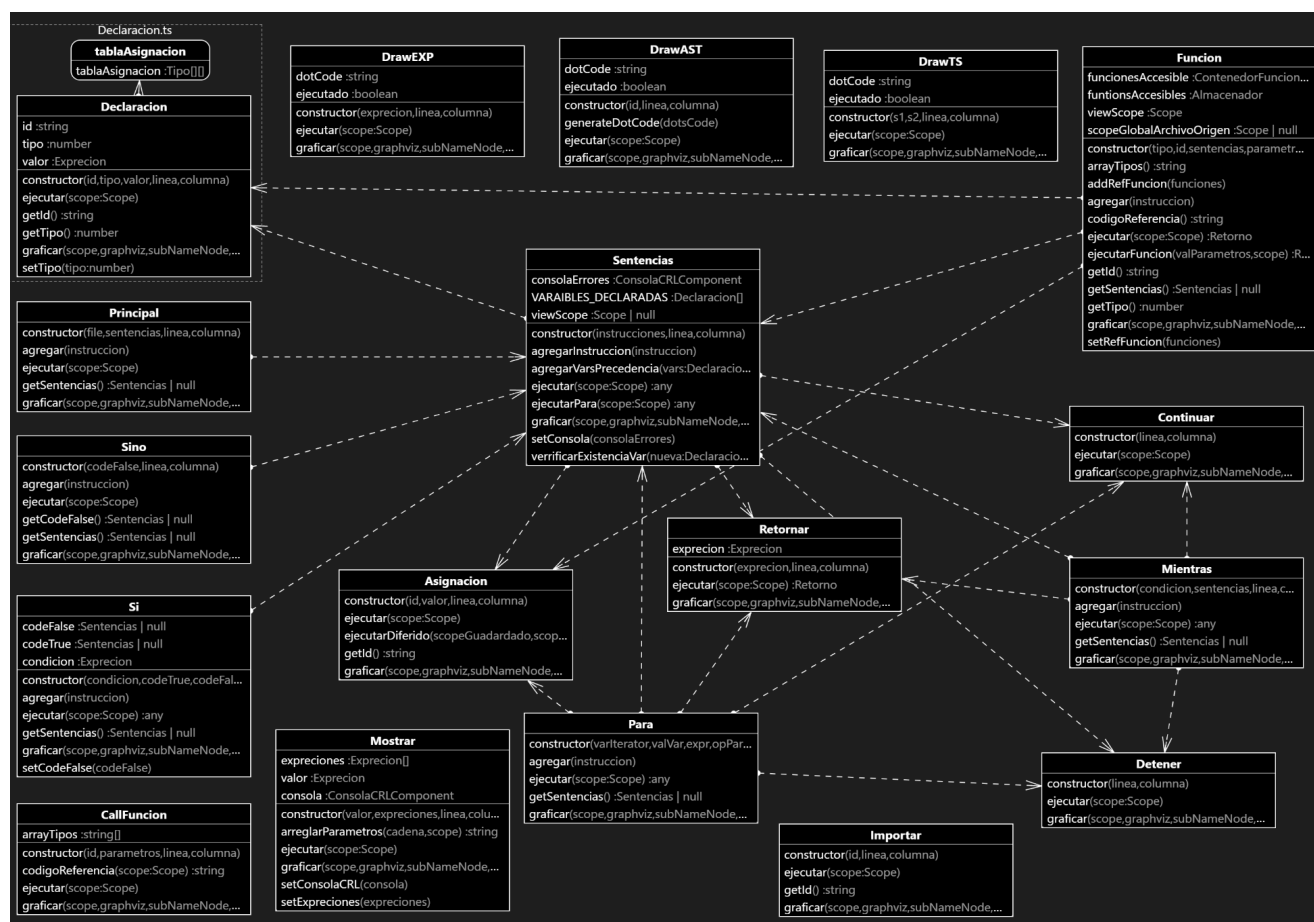 Declaracion.ts
tablaAsignacion
tablaAsignacion :Tipo[][]
Declaracion
id :string
tipo :number
valor :Exprecion
constructor(id,tipo,valor,linea,columna)
ejecutar(scope:Scope)
getId() :string
getTipo() :number
graficar(scope,graphviz,subNameNode,...
setTipo(tipo:number)
DrawEXP
dotCode :string
ejecutado :boolean
constructor(exprecion,linea,columna)
ejecutar(scope:Scope)
graficar(scope,graphviz,subNameNode,...
DrawAST
dotCode :string
ejecutado :boolean
constructor(id,linea,columna)
generateDotCode(dotsCode)
ejecutar(scope:Scope)
graficar(scope,graphviz,subNameNode,...
DrawTS
dotCode :string
ejecutado :boolean
constructor(s1,s2,linea,columna)
ejecutar(scope:Scope)
graficar(scope,graphviz,subNameNode,...
Funcion
funcionesAccesible :ContenedorFuncion...
funtionsAccesibles :Almacenador
viewScope :Scope
scopeGlobalArchivoOrigen :Scope | null
constructor(tipo,id,sentencias,parametr...
arrayTipos() :string
addRefFuncion(funciones)
agregar(instruccion)
codigoReferencia() :string
ejecutar(scope:Scope) :Retorno
ejecutarFuncion(valParametros,scope) :R...
getId() :string
getSentencias() :Sentencias | null
getTipo() :number
graficar(scope,graphviz,subNameNode,...
setRefFuncion(funciones)
Sentencias
consolaErrores :ConsolaCRLComponent
VARAIBLES_DECLARADAS :Declaracion[]
viewScope :Scope | null
constructor(instrucciones,linea,columna)
agregarInstruccion(instruccion)
agregarVarsPrecedencia(vars:Declaracio...
ejecutar(scope:Scope) :any
ejecutarPara(scope:Scope) :any
graficar(scope,graphviz,subNameNode,...
setConsola(consolaErrores)
verrificarExistenciaVar(nueva:Declaracio...
Principal
constructor(file,sentencias,linea,columna)
agregar(instruccion)
ejecutar(scope:Scope)
getSentencias() :Sentencias | null
graficar(scope,graphviz,subNameNode,...
Sino
constructor(codeFalse,linea,columna)
agregar(instruccion)
ejecutar(scope:Scope)
getCodeFalse() :Sentencias | null
getSentencias() :Sentencias | null
graficar(scope,graphviz,subNameNode,...
Continuar
constructor(linea,columna)
ejecutar(scope:Scope)
graficar(scope,graphviz,subNameNode,...
Retornar
exprecion :Exprecion
constructor(exprecion,linea,columna)
ejecutar(scope:Scope) :Retorno
graficar(scope,graphviz,subNameNode,...
Asignacion
constructor(id,valor,linea,columna)
ejecutar(scope:Scope)
ejecutarDiferido(scopeGuadardado,scop...
getId() :string
graficar(scope,graphviz,subNameNode,...
Mientras
constructor(condicion,sentencias,linea,c...
agregar(instruccion)
ejecutar(scope:Scope) :any
getSentencias() :Sentencias | null
graficar(scope,graphviz,subNameNode,...
Si
codeFalse :Sentencias | null
codeTrue :Sentencias | null
condicion :Exprecion
constructor(condicion,codeTrue,codeFal...
agregar(instruccion)
ejecutar(scope:Scope) :any
getSentencias() :Sentencias | null
graficar(scope,graphviz,subNameNode,...
setCodeFalse(codeFalse)
Mostrar
expreciones :Exprecion[]
valor :Exprecion
consola :ConsolaCRLComponent
constructor(valor,expreciones,linea,colu...
arreglarParametros(cadena,scope) :string
ejecutar(scope:Scope)
graficar(scope,graphviz,subNameNode,...
setConsolaCRL(consola)
setExpreciones(expreciones)
Para
constructor(varIterator,valVar,expr,opPar...
agregar(instruccion)
ejecutar(scope:Scope) :any
getSentencias() :Sentencias | null
graficar(scope,graphviz,subNameNode,...
Detener
constructor(linea,columna)
ejecutar(scope:Scope)
graficar(scope,graphviz,subNameNode,...
CallFuncion
arrayTipos :string[]
constructor(id,parametros,linea,columna)
codigoReferencia(scope:Scope) :string
ejecutar(scope:Scope)
graficar(scope,graphviz,subNameNode,...
Importar
constructor(id,linea,columna)
ejecutar(scope:Scope)
getId() :string
graficar(scope,graphviz,subNameNode,...